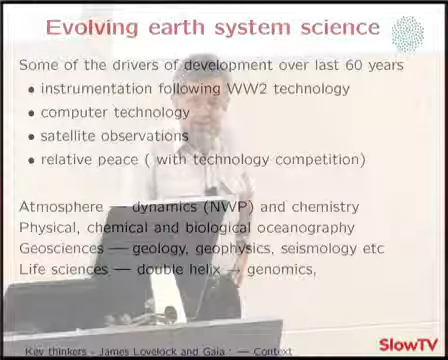 Evolving earth system science
Some of the drivers of development over last 60 years
• instrumentation following WW2 technology
• computer technology
• satellite observations
• relative peace ( with technology competition)
Atmosphere — dynamics (NWP) and chemistry
Physical, chemical and biological oceanography
Geosciences — geology, geophysics, seismology etc
Life sciences — double helix → genomics,
Key thinkers - James Lovelock and Gaia : — Context
SlowTV